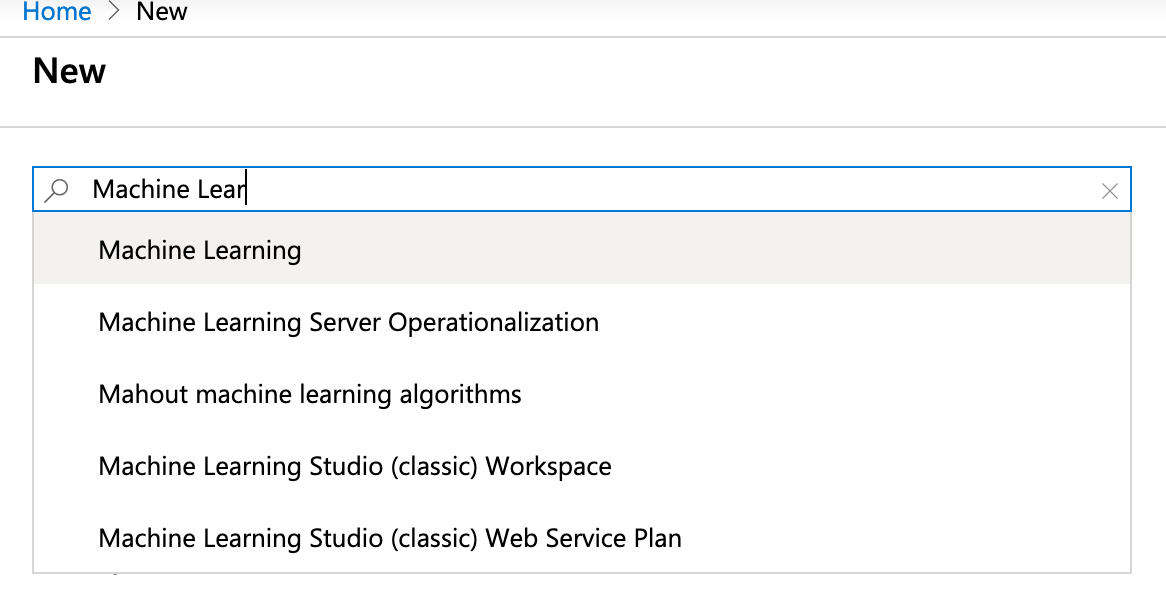 Home > New
New
Machine Lear
Machine Learning
Machine Learning Server Operationalization
Mahout machine learning algorithms
Machine Learning Studio (classic) Workspace
Machine Learning Studio (classic) Web Service Plan